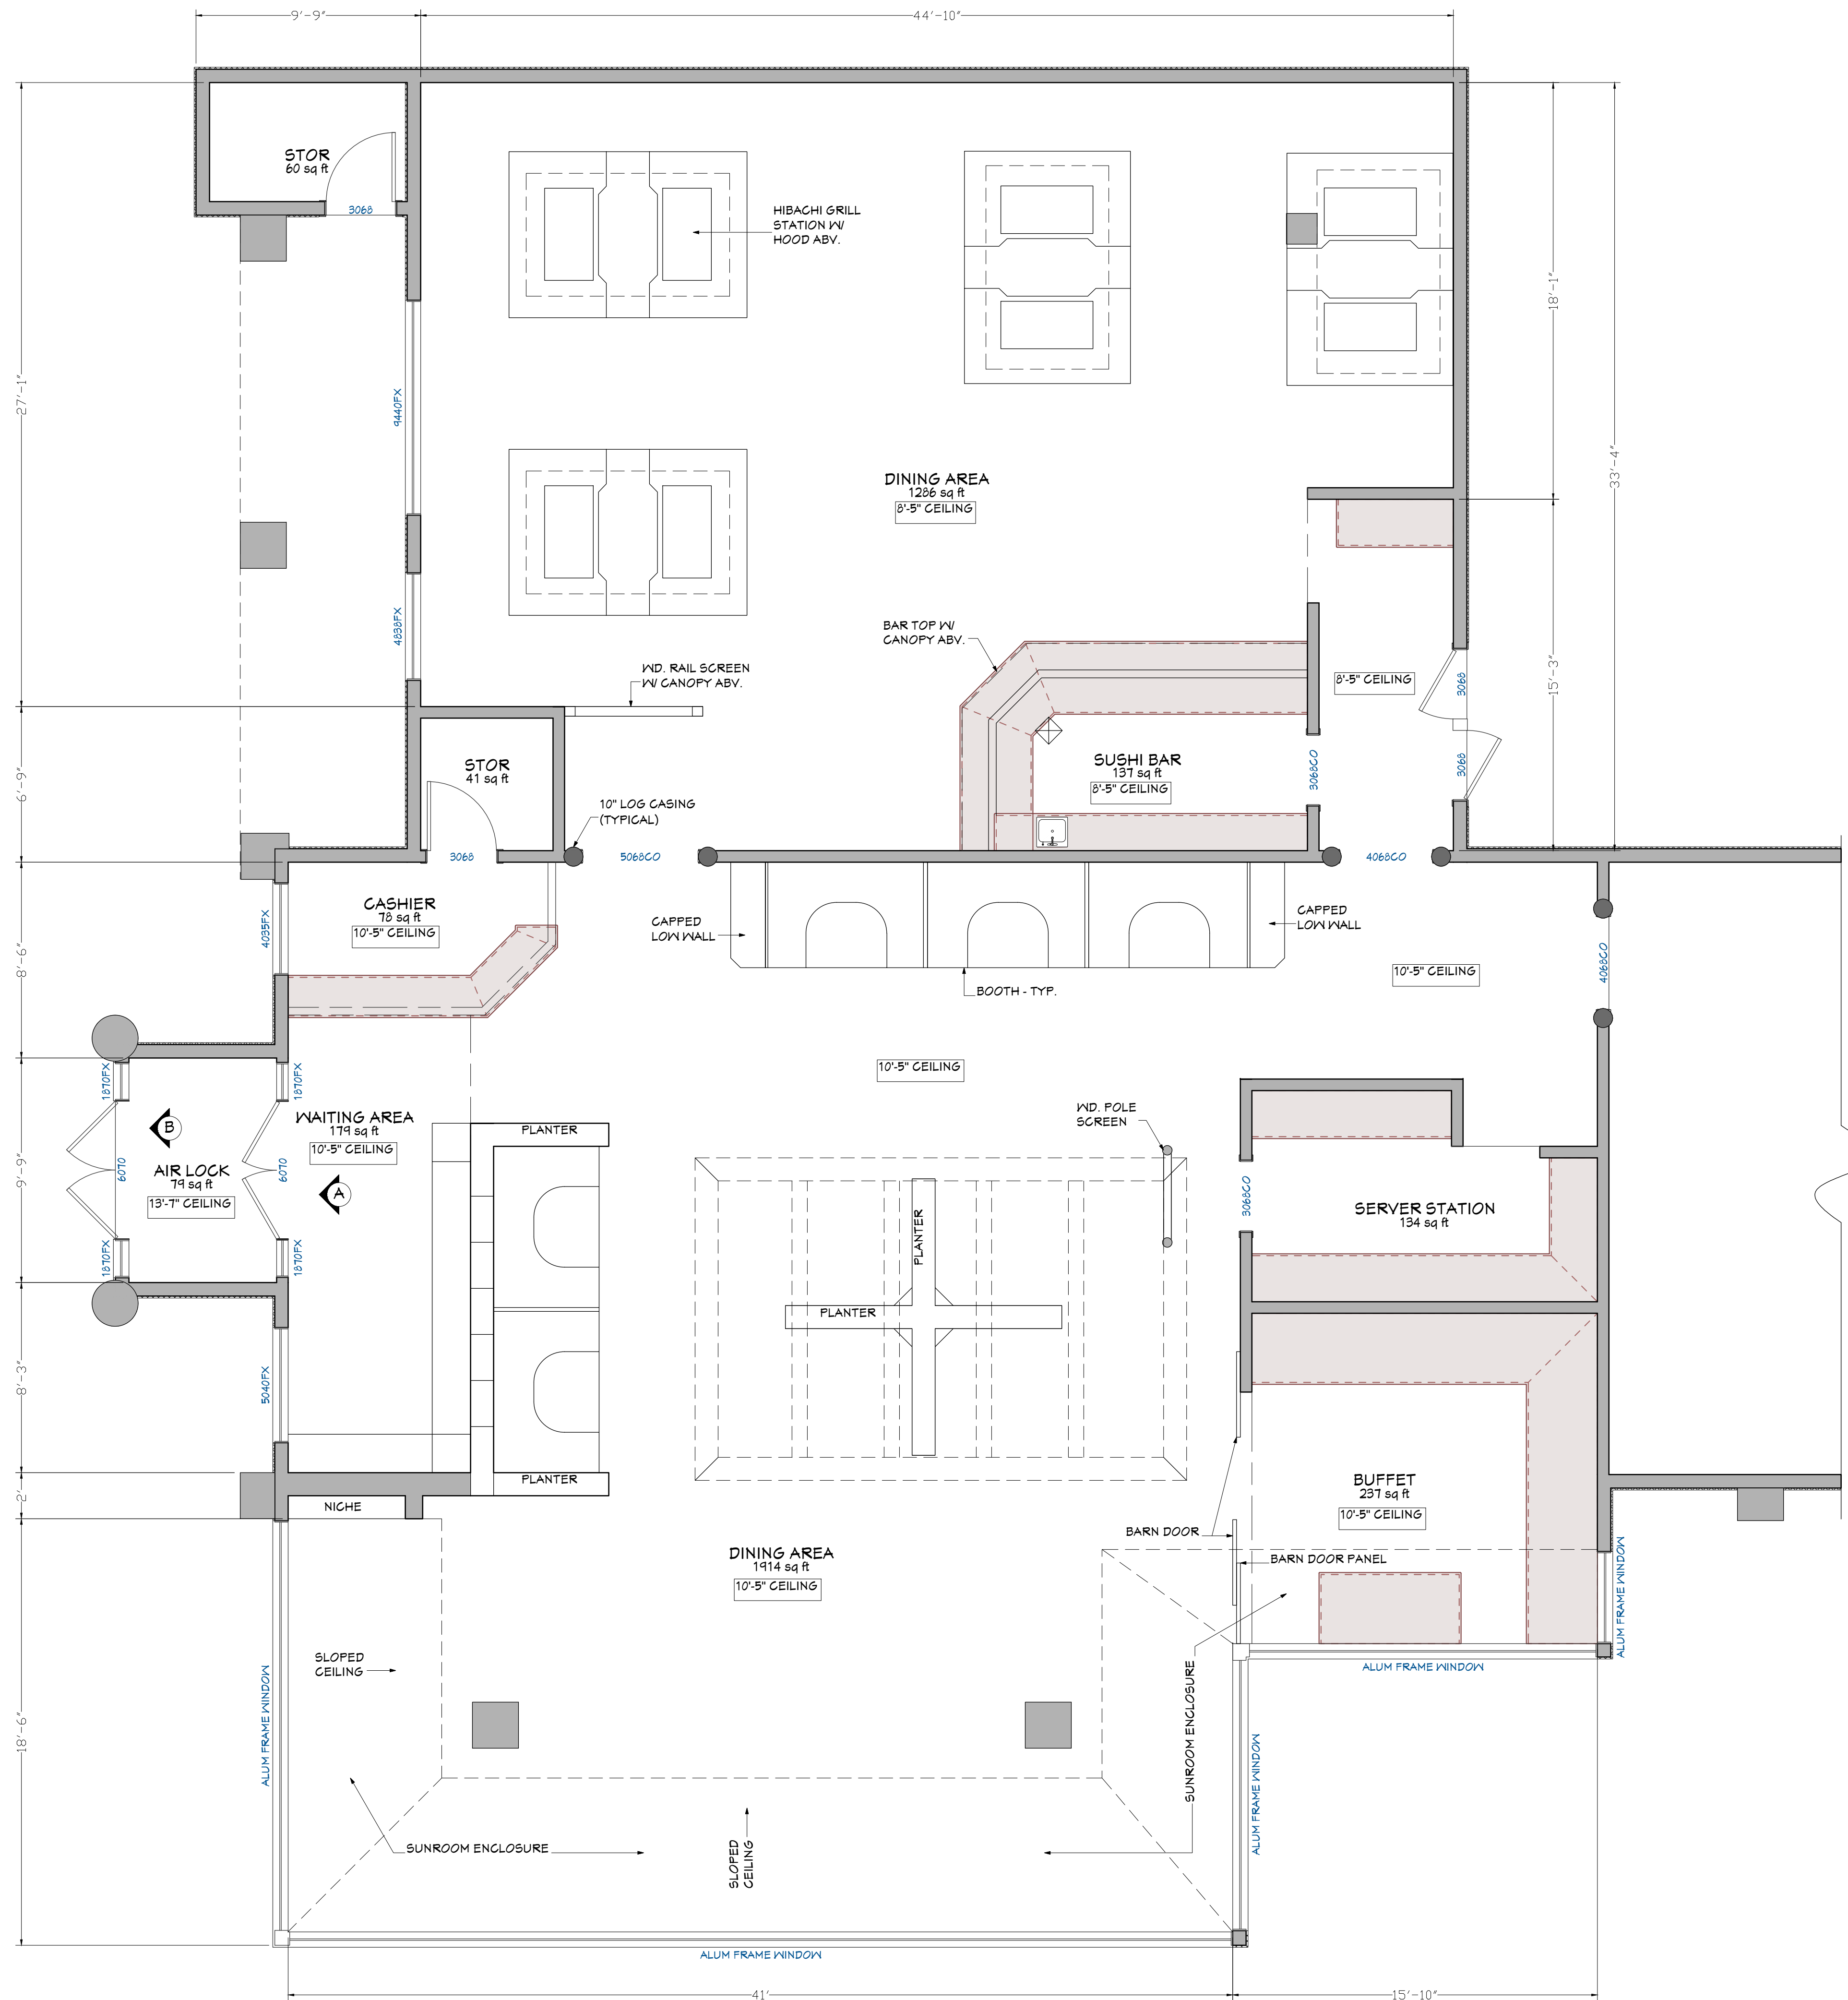 9'-9"
44'-10"
STOR
60 sq ft
3068
HIBACHI GRILL
STATION W/
HOOD ABV.
27'-1"
18'-1"
33'-4"
9440FX
DINING AREA
1286 sq ft
8'-5" CEILING
4838FX
BAR TOP W/
CANOPY ABV.
WD. RAIL SCREEN
W/ CANOPY ABV.
8'-5" CEILING
3068
15'-3"
6'-9"
STOR
41 sq ft
SUSHI BAR
137 sq ft
8'-5" CEILING
3068CO
3068
10" LOG CASING
(TYPICAL)
3068
5068CO
4068CO
CASHIER
78 sq ft
10'-5" CEILING
4035FX
8'-6"
CAPPED
LOW WALL
CAPPED
LOW WALL
4068CO
10'-5" CEILING
BOOTH - TYP.
10'-5" CEILING
1870FX
1870FX
WAITING AREA
179 sq ft
10'-5" CEILING
B
PLANTER
WD. POLE
SCREEN
9'-9"
AIR LOCK
79 sq ft
13'-7" CEILING
6070
6070
A
3068CO
SERVER STATION
134 sq ft
PLANTER
PLANTER
1870FX
1870FX
8'-3"
5040FX
PLANTER
2'
NICHE
BUFFET
237 sq ft
10'-5" CEILING
BARN DOOR
BARN DOOR PANEL
DINING AREA
1914 sq ft
10'-5" CEILING
ALUM FRAME WINDOW
SLOPED
CEILING
ALUM FRAME WINDOW
ALUM FRAME WINDOW
18'-6"
SUNROOM ENCLOSURE
ALUM FRAME WINDOW
SUNROOM ENCLOSURE
SLOPED
CEILING
ALUM FRAME WINDOW
41'
15'-10"